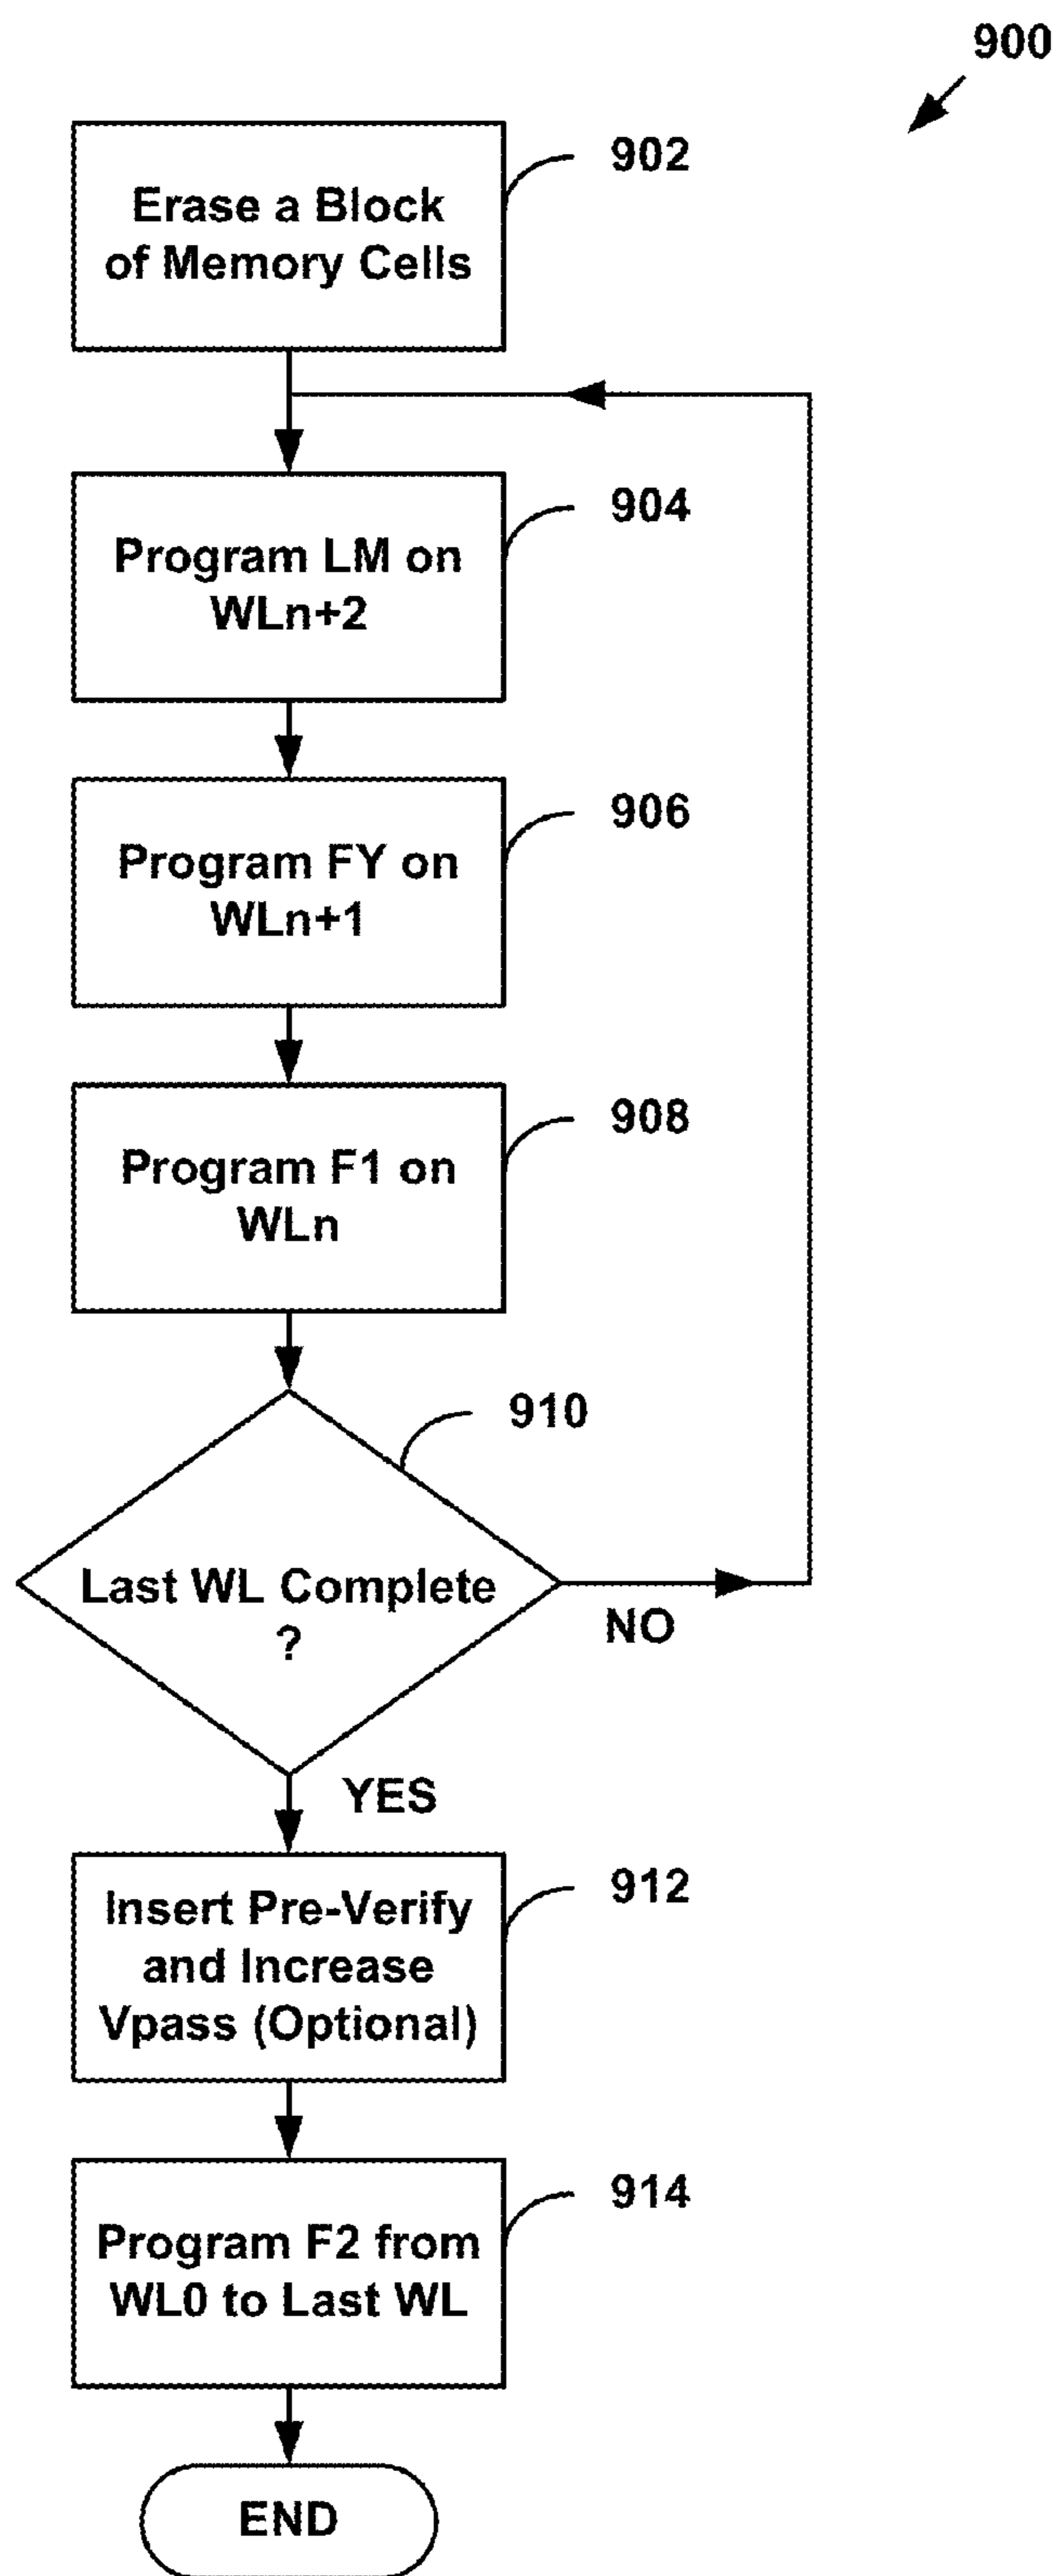 900
902
Erase a Block
of Memory Cells
904
Program LM on
WLn+2
906
Program FY on
WLn+1
908
Program F1 on
WLn
910
Last WL Complete
?
NO
YES
912
Insert Pre-Verify
and Increase
Vpass (Optional)
914
Program F2 from
WL0 to Last WL
END